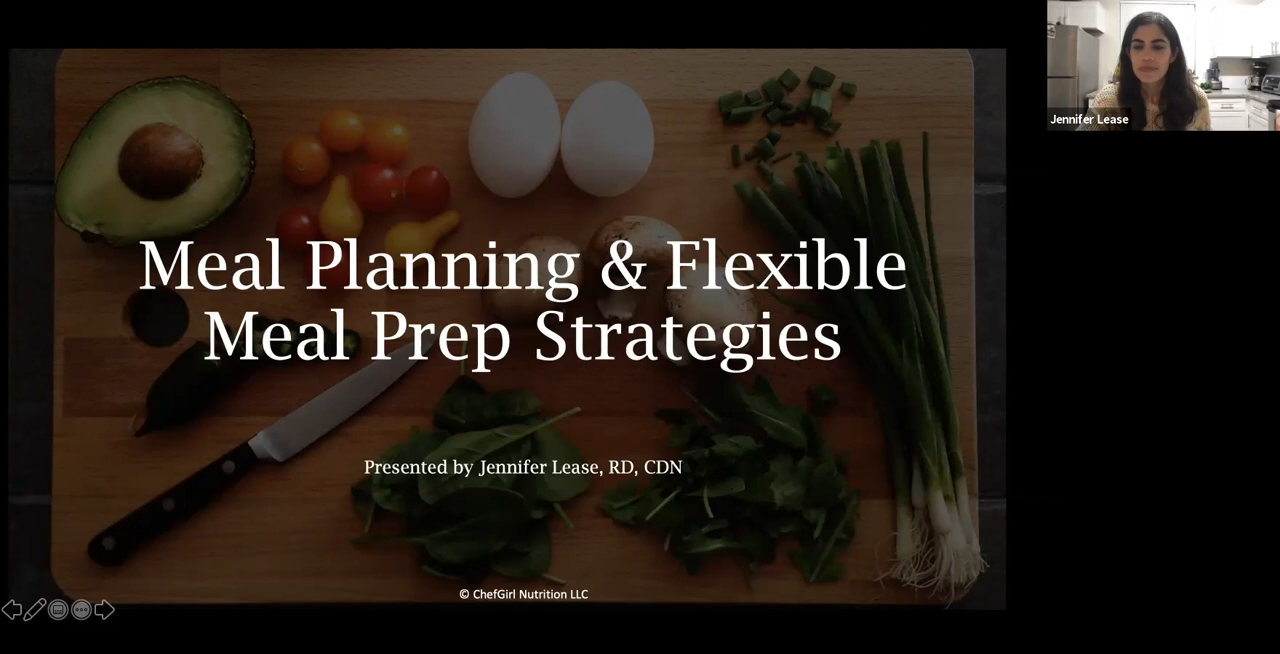 Meal Planning & Flexible
Meal Prep Strategies
Presented by Jennifer Lease, RD, CDN
© ChefGirl Nutrition LLC
Jennifer Lease